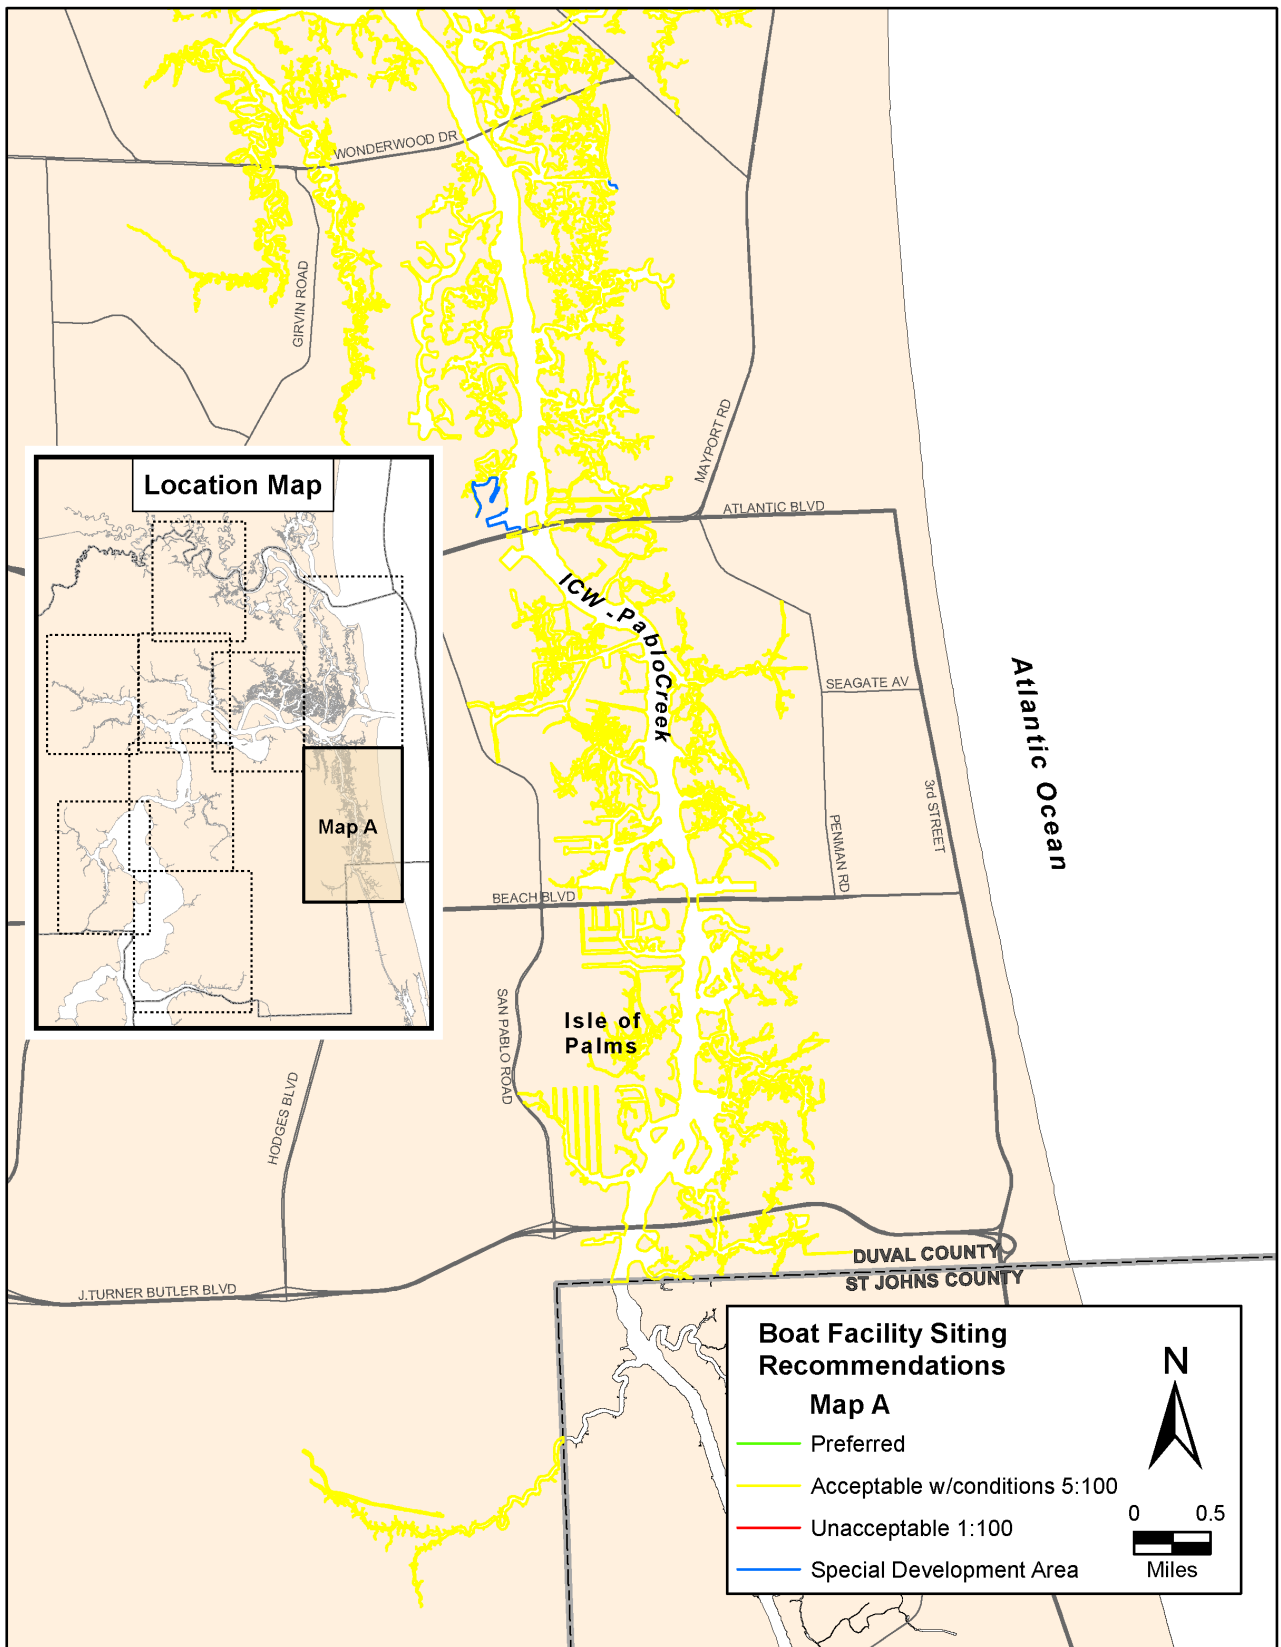 WONDERWOOD DR
GIRVIN ROAD
MAYPORT RD
ATLANTIC BLVD
Location Map
Map A
ICW - Pablo Creek
SEAGATE AV
Atlantic Ocean
3rd STREET
PENMAN RD
BEACH BLVD
SAN PABLO ROAD
Isle of
Palms
HODGES BLVD
DUVAL COUNTY
ST JOHNS COUNTY
J.TURNER BUTLER BLVD
Boat Facility Siting
Recommendations
Map A
N
Preferred
Acceptable w/conditions 5:100
Unacceptable 1:100
Special Development Area
0 0.5
Miles